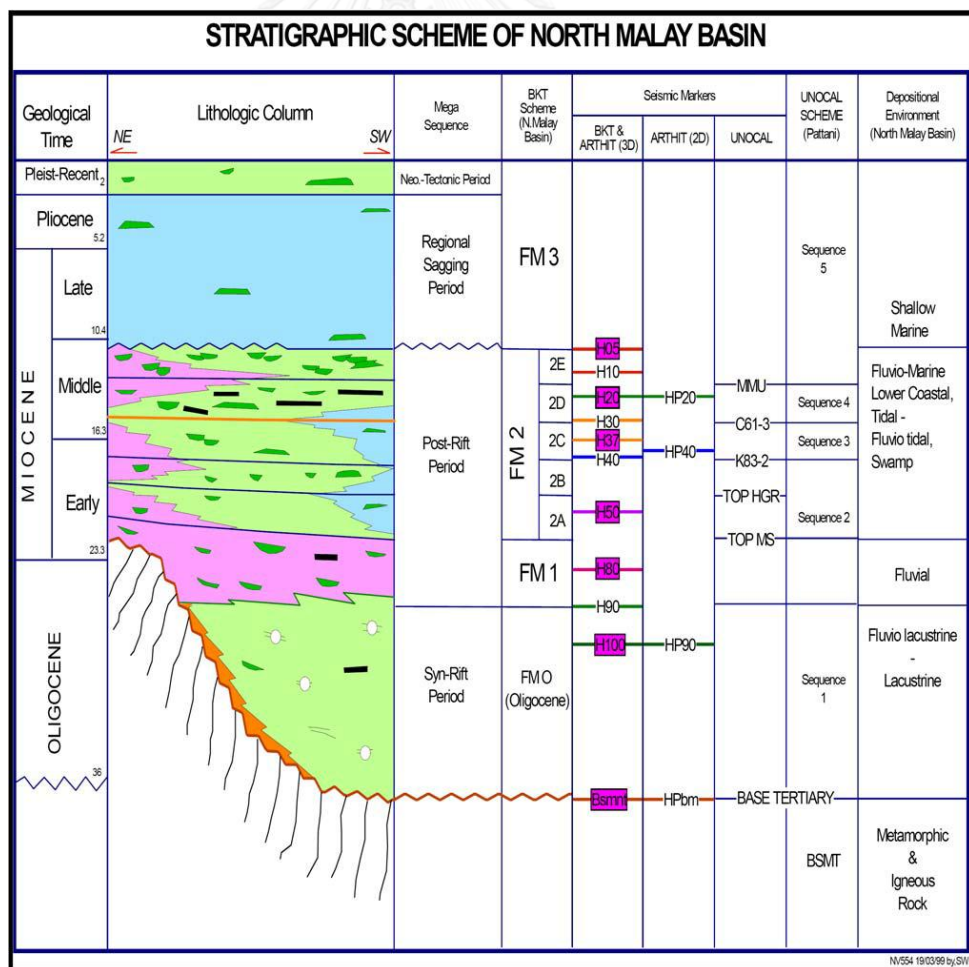 STRATIGRAPHIC SCHEME OF NORTH MALAY BASIN
Geological
Time
Lithologic Column
NE
SW
Mega
Sequence
BKT
Scheme
(N.Malay
Basin)
Seismic Markers
BKT &
ARTHIT (3D)
ARTHIT (2D)
UNOCAL
UNOCAL
SCHEME
(Pattani)
Depositional
Environment
(North Malay Basin)
Pleist-Recent
2
Pliocene
5.2
MIOCENE
Late
10.4
Middle
16.3
Early
23.3
OLIGOCENE
36
Neo.-Tectonic Period
Regional
Sagging
Period
Post-Rift
Period
Syn-Rift
Period
FM 3
FM 2
2E
2D
2C
2B
2A
FM 1
FM O
(Oligocene)
H05
H10
H20
H30
H37
H40
H50
H80
H90
H100
Bsmnt
HP20
HP40
HP90
HPbm
MMU
C61-3
K83-2
TOP HGR
TOP MS
BASE TERTIARY
Sequence
5
Sequence 4
Sequence 3
Sequence 2
Sequence
1
BSMT
Shallow
Marine
Fluvio-Marine
Lower Coastal,
Tidal -
Fluvio tidal,
Swamp
Fluvial
Fluvio lacustrine
-
Lacustrine
Metamorphic
&
Igneous
Rock
NV554 19/03/99 by,SW